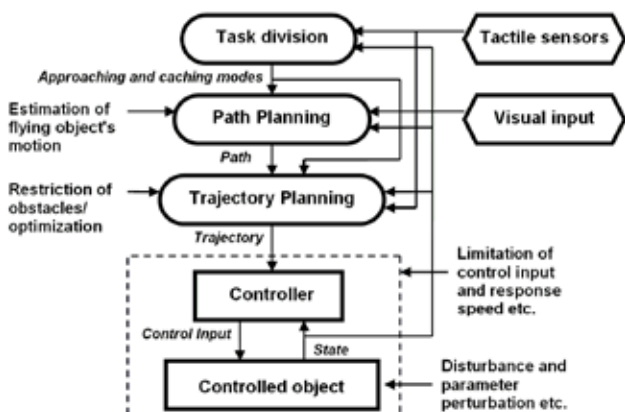 Task division
Tactile sensors
Approaching and caching modes
Estimation of
flying object's
motion
Path Planning
Visual input
Path
Restriction of
obstacles/
optimization
Trajectory Planning
Trajectory
Limitation of
control input
and response
speed etc.
Controller
Control Input
State
Controlled object
Disturbance and
parameter
perturbation etc.